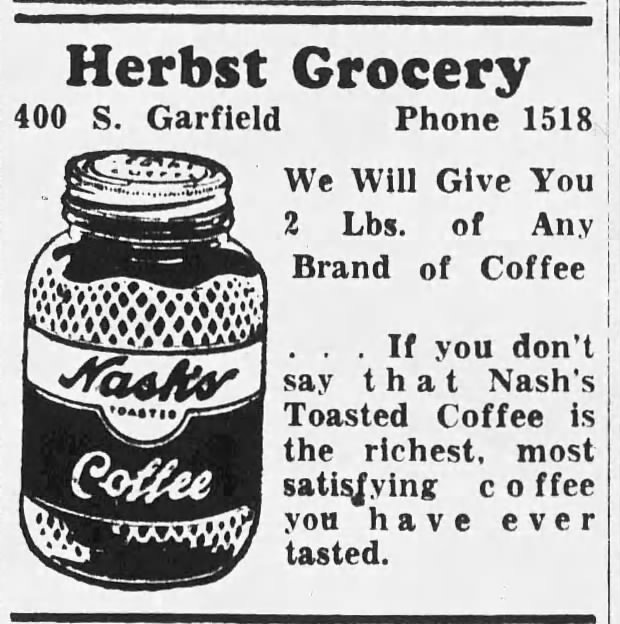 Herbst Grocery
400 S. Garfield Phone 1518
We Will Give You
2 Lbs. of Any
Brand of Coffee
. . . If you don't
say that Nash's
Toasted Coffee is
the richest, most
satisfying coffee
you have ever
tasted.
Nash's
TOASTED
Coffee